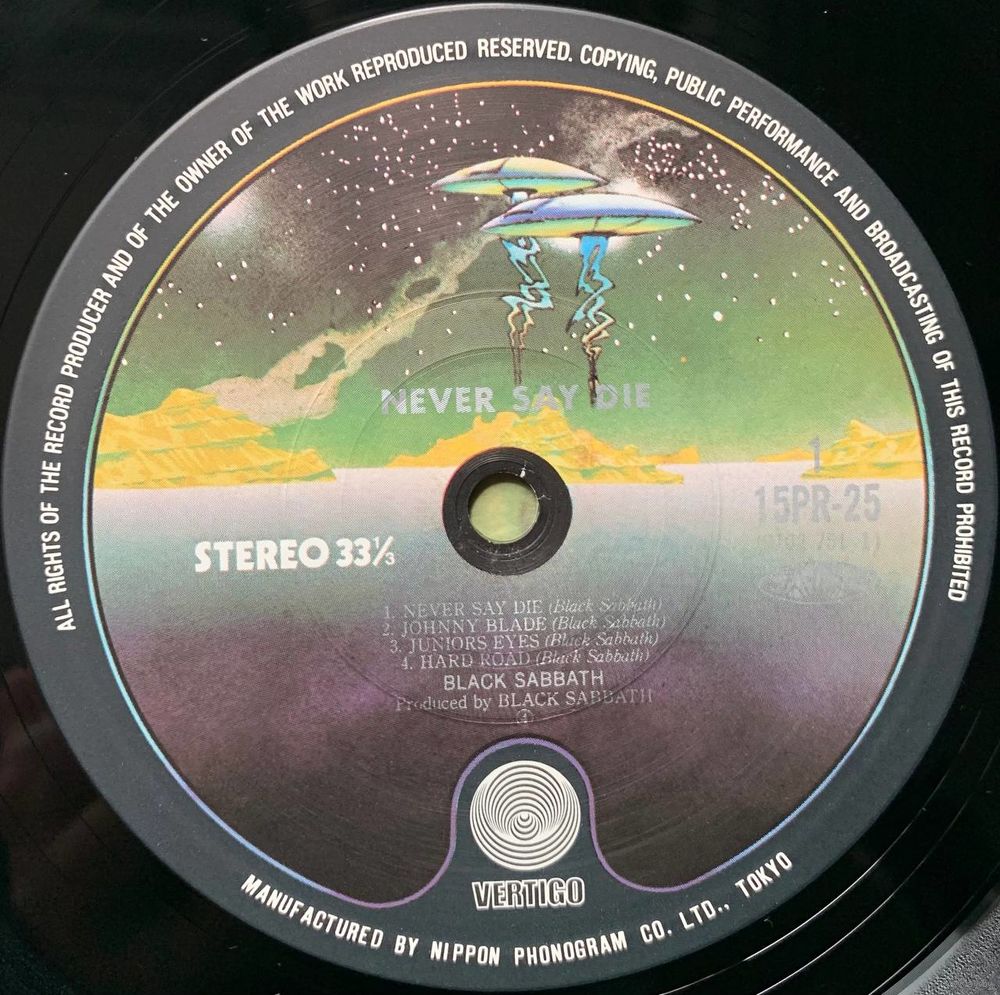 ALL RIGHTS OF THE RECORD PRODUCER AND OF THE OWNER OF THE WORK REPRODUCED RESERVED. COPYING, PUBLIC PERFORMANCE AND BROADCASTING OF THIS RECORD PROHIBITED
NEVER SAY DIE
1
15PR-25
STEREO 33⅓
1. NEVER SAY DIE (Black Sabbath)
2. JOHNNY BLADE (Black Sabbath)
3. JUNIORS EYES (Black Sabbath)
4. HARD ROAD (Black Sabbath)
BLACK SABBATH
Produced by BLACK SABBATH
VERTIGO
MANUFACTURED BY NIPPON PHONOGRAM CO. LTD., TOKYO